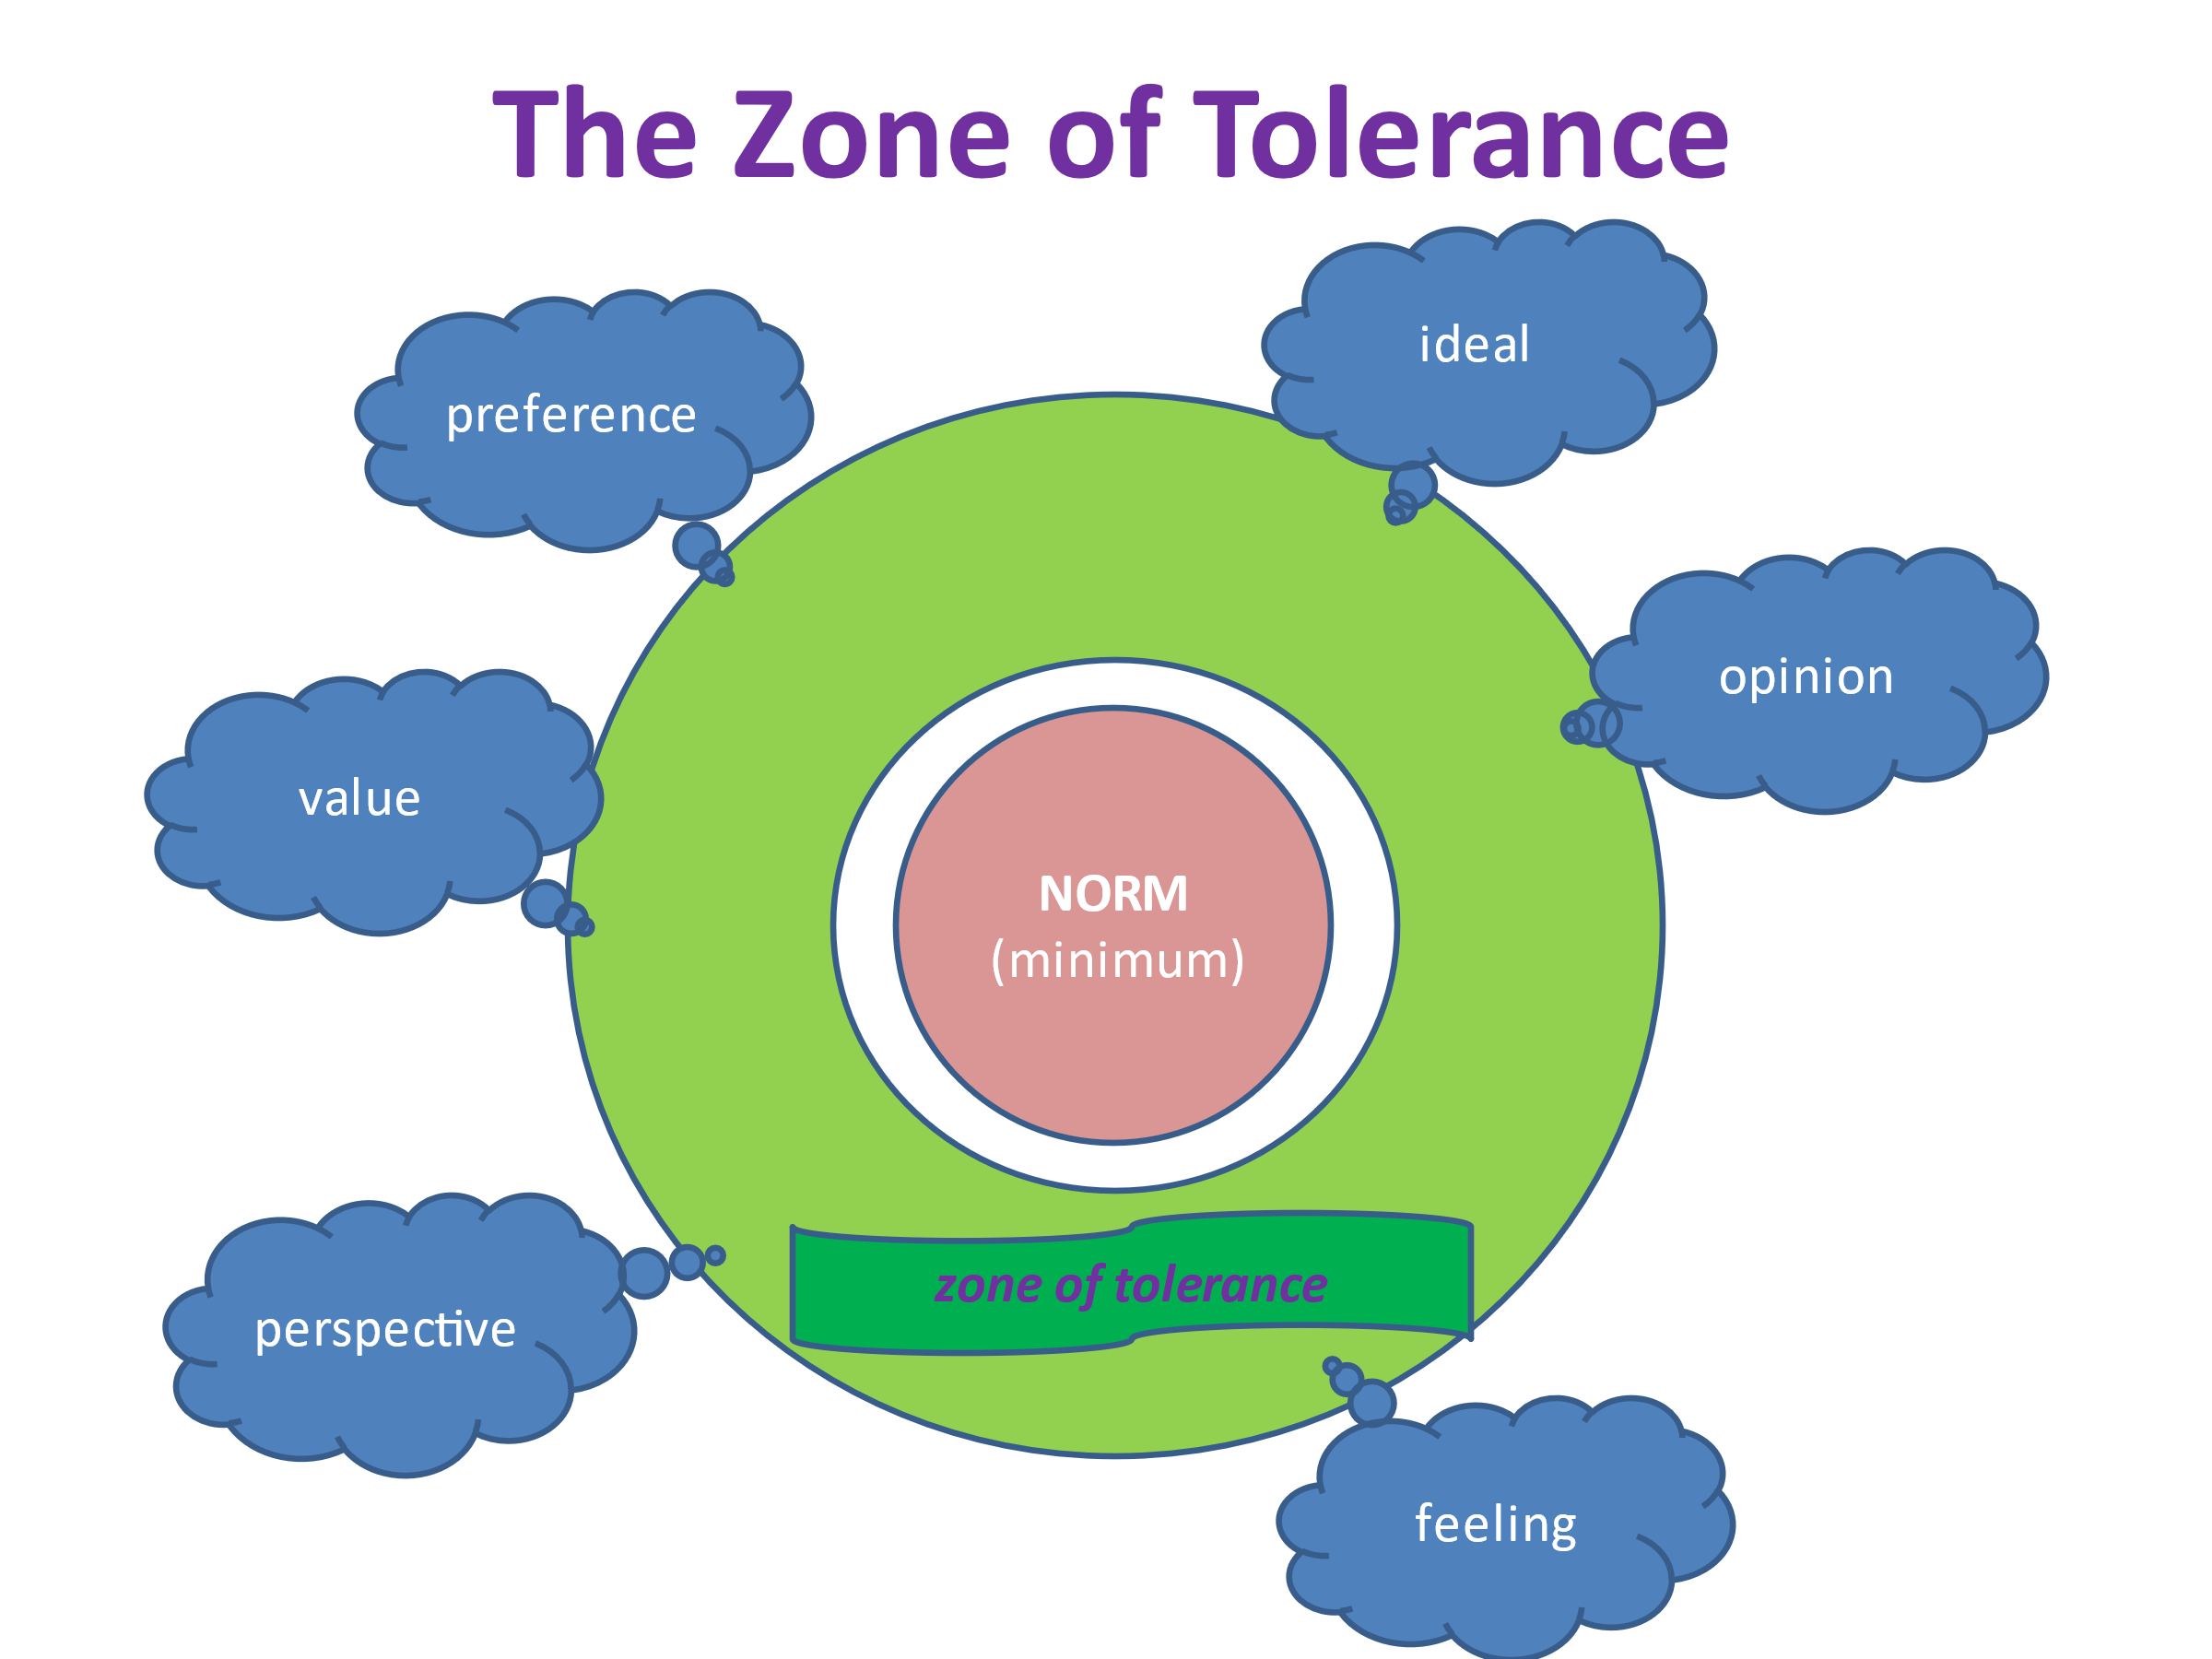 The Zone of Tolerance
ideal
preference
opinion
value
NORM
(minimum)
zone of tolerance
perspective
feeling